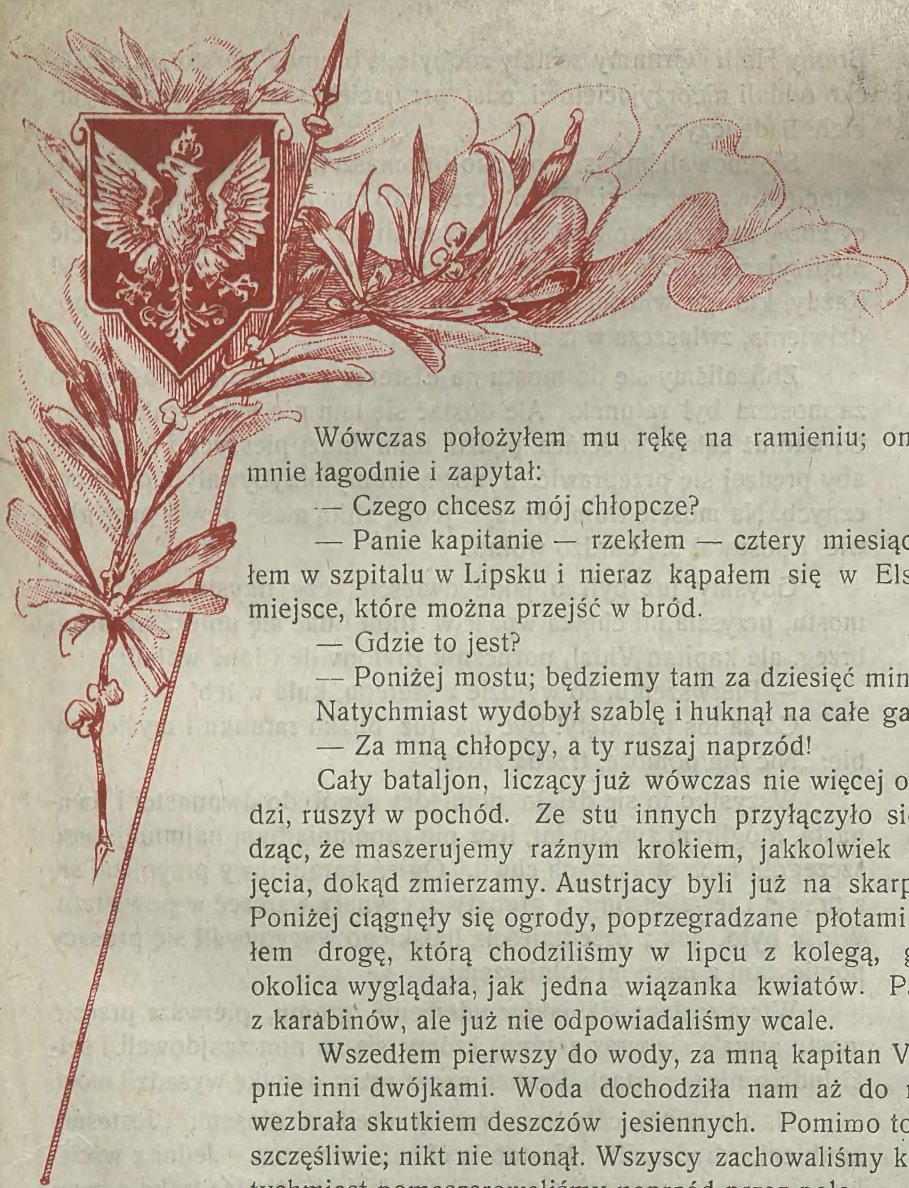 Wówczas położyłem mu rękę na ramieniu; on
mnie łagodnie i zapytał:
— Czego chcesz mój chłopcze?
— Panie kapitanie — rzekłem — cztery miesiąc
łem w szpitalu w Lipsku i nieraz kąpałem się w Els
miejsce, które można przejść w bród.
— Gdzie to jest?
— Poniżej mostu; będziemy tam za dziesięć min
Natychmiast wydobył szablę i huknął na całe ga
— Za mną chłopcy, a ty ruszaj naprzód!
Cały bataljon, liczący już wówczas nie więcej o
dzi, ruszył w pochód. Ze stu innych przyłączyło się
dząc, że maszerujemy raźnym krokiem, jakkolwiek
jęcia, dokąd zmierzamy. Austrjacy byli już na skarp
Poniżej ciągnęły się ogrody, poprzegradzane płotami
łem drogę, którą chodziliśmy w lipcu z kolegą, g
okolica wyglądała, jak jedna wiązanka kwiatów. Pa
z karabinów, ale już nie odpowiadaliśmy wcale.
Wszedłem pierwszy do wody, za mną kapitan V
pnie inni dwójkami. Woda dochodziła nam aż do r
wezbrała skutkiem deszczów jesiennych. Pomimo to
szczęśliwie; nikt nie utonął. Wszyscy zachowaliśmy k
tychmiast pomaszerowaliśmy naprzód przez pola